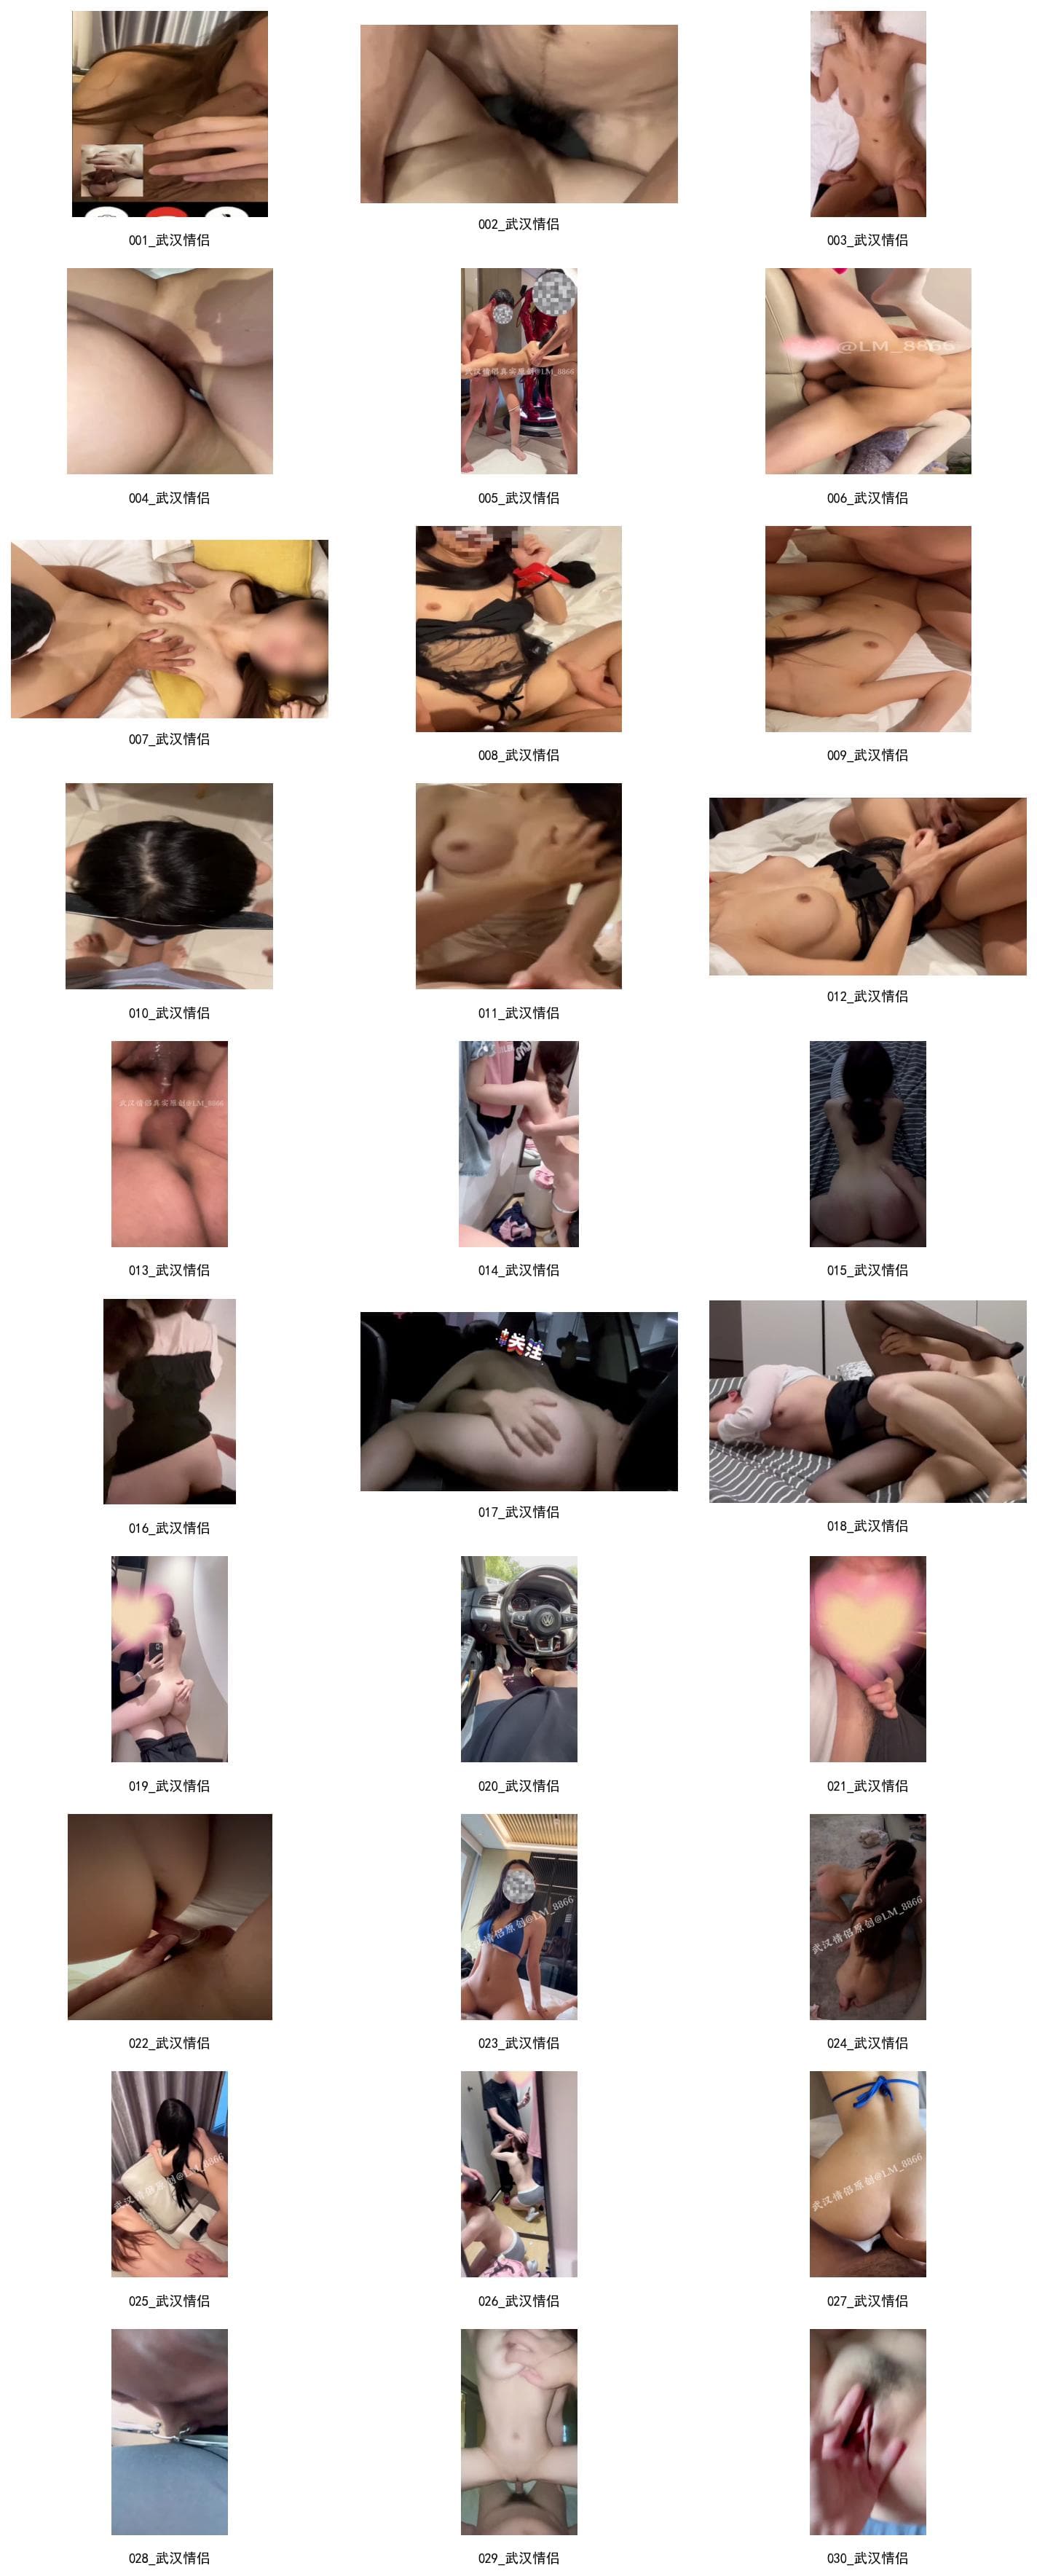 001_武汉情侣
002_武汉情侣
003_武汉情侣
004_武汉情侣
武汉情侣真实原创@LM_8866
005_武汉情侣
@LM_8866
006_武汉情侣
007_武汉情侣
008_武汉情侣
009_武汉情侣
010_武汉情侣
011_武汉情侣
012_武汉情侣
武汉情侣真实原创@LM_8866
013_武汉情侣
014_武汉情侣
015_武汉情侣
016_武汉情侣
关注
017_武汉情侣
018_武汉情侣
019_武汉情侣
020_武汉情侣
021_武汉情侣
022_武汉情侣
武汉情侣原创@LM_8866
023_武汉情侣
武汉情侣原创@LM_8866
024_武汉情侣
武汉情侣原创@LM_8866
025_武汉情侣
026_武汉情侣
武汉情侣原创@LM_8866
027_武汉情侣
028_武汉情侣
029_武汉情侣
030_武汉情侣